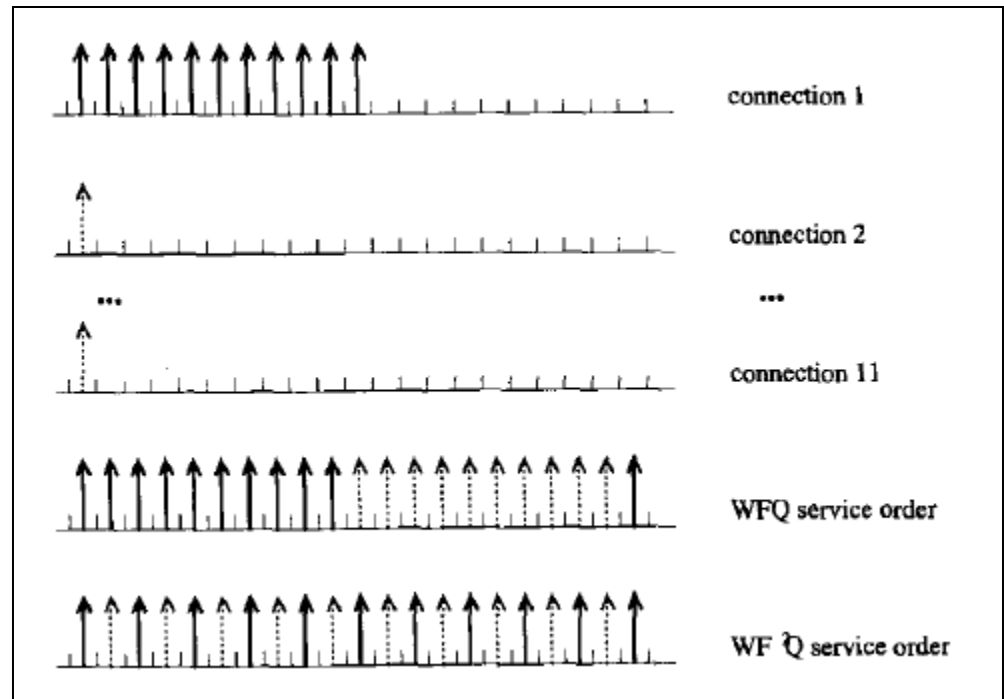 connection 1
connection 2
...
...
connection 11
WFQ service order
WF²Q service order